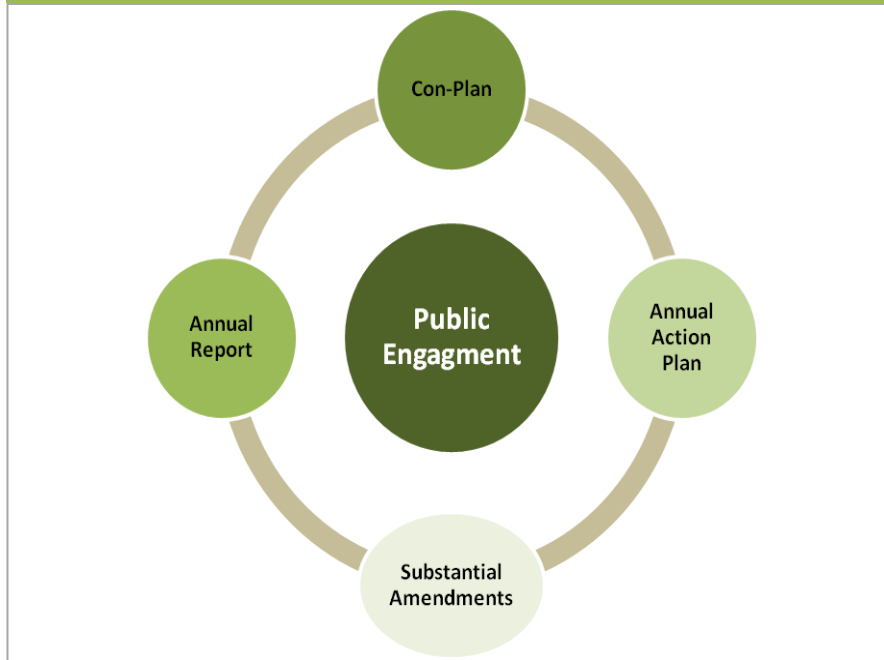 Con-Plan
Annual
Report
Public
Engagment
Annual
Action
Plan
Substantial
Amendments